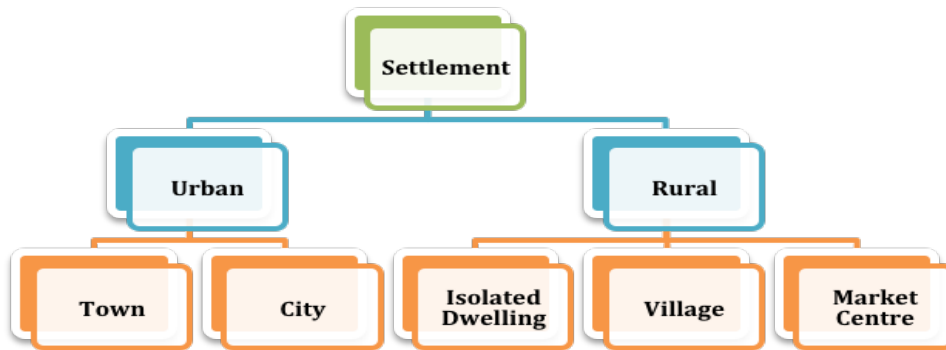 Settlement
Urban
Rural
Town
City
Isolated
Dwelling
Village
Market
Centre